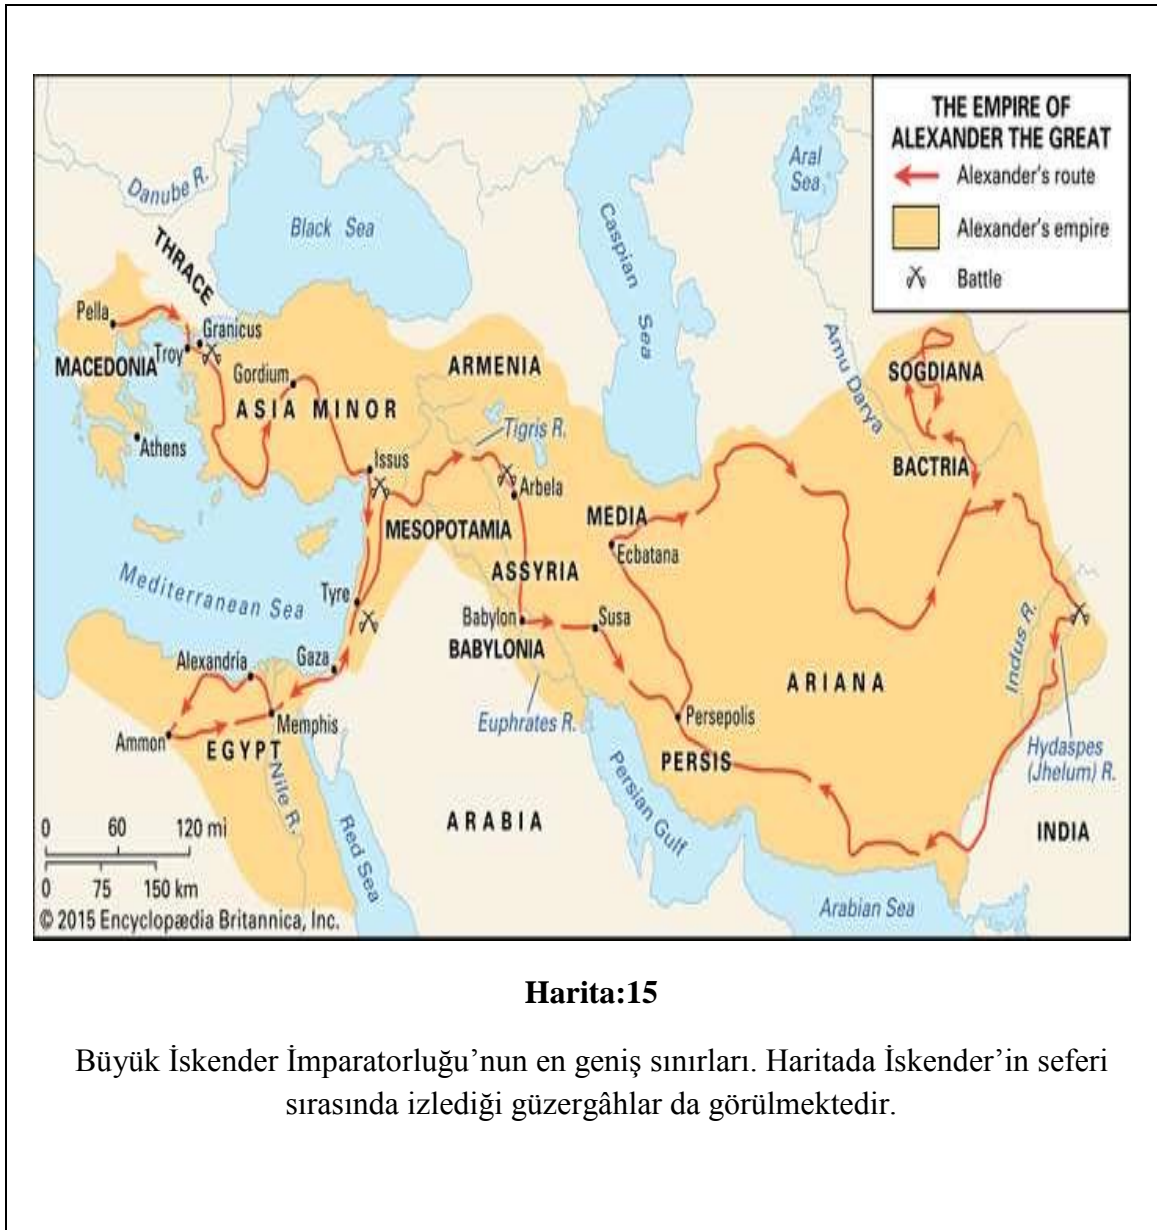 THE EMPIRE OF
ALEXANDER THE GREAT
Alexander's route
Alexander's empire
Battle
Aral
Sea
Danube R.
Black Sea
Caspian Sea
THRACE
Pella
Granicus
Troy
MACEDONIA
Gordium
ARMENIA
Amu Darya
SOGDIANA
ASIA MINOR
Athens
Tigris R.
Issus
BACTRIA
Arbela
MESOPOTAMIA
MEDIA
Ecbatana
ASSYRIA
Mediterranean Sea
Tyre
Babylon
Susa
BABYLONIA
Indus R.
Alexandria
Gaza
ARIANA
Memphis
Euphrates R.
Persepolis
Ammon
EGYPT
PERSIS
Hydaspes
(Jhelum) R.
Nile R.
Persian Gulf
Red Sea
ARABIA
INDIA
0 60 120 mi
0 75 150 km
Arabian Sea
© 2015 Encyclopædia Britannica, Inc.
Harita:15
Büyük İskender İmparatorluğu’nun en geniş sınırları. Haritada İskender’in seferi
sırasında izlediği güzergâhlar da görülmektedir.